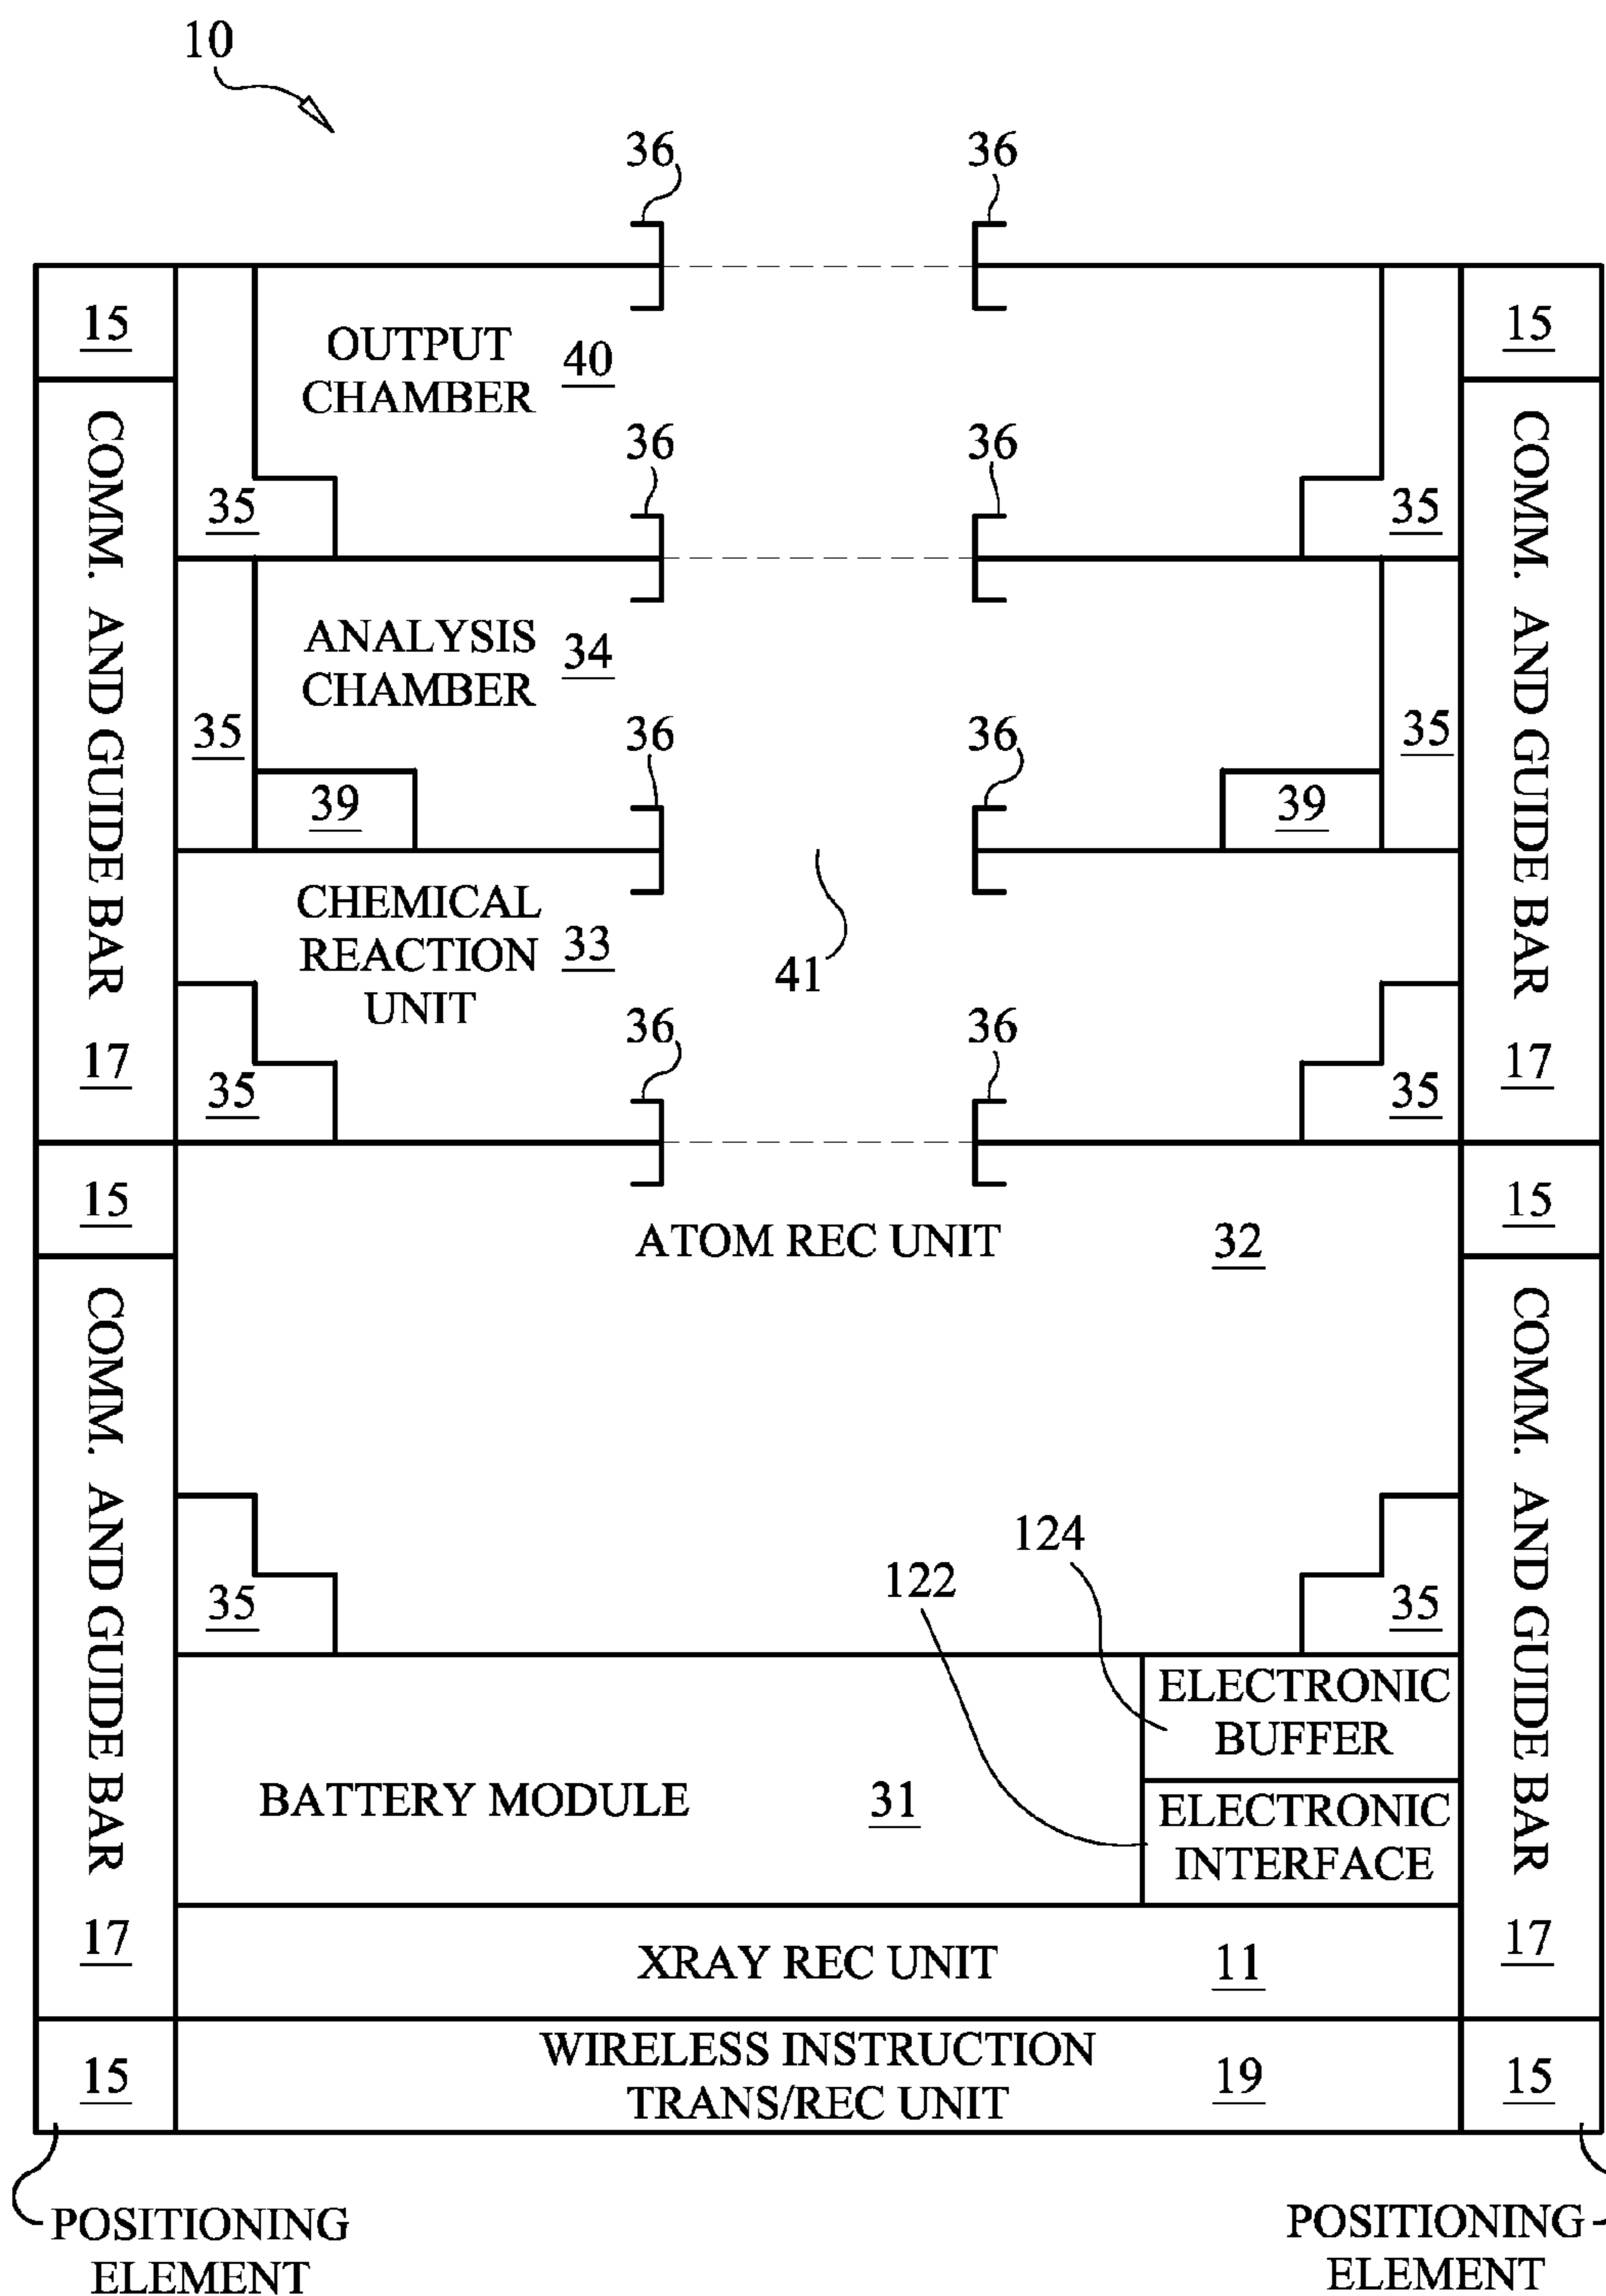 10
36 36
15 15
OUTPUT
CHAMBER 40
36 36
COMM. AND GUIDE BAR
COMM. AND GUIDE BAR
35 35
ANALYSIS
CHAMBER 34
35 35
36 36
39 39
CHEMICAL
REACTION 33
UNIT
41
36 36
17 17
35 35
15 15
ATOM REC UNIT 32
COMM. AND GUIDE BAR
COMM. AND GUIDE BAR
124
122
35 35
ELECTRONIC
BUFFER
BATTERY MODULE 31
ELECTRONIC
INTERFACE
17 17
XRAY REC UNIT 11
WIRELESS INSTRUCTION
TRANS/REC UNIT 19
15 15
POSITIONING
ELEMENT
POSITIONING
ELEMENT